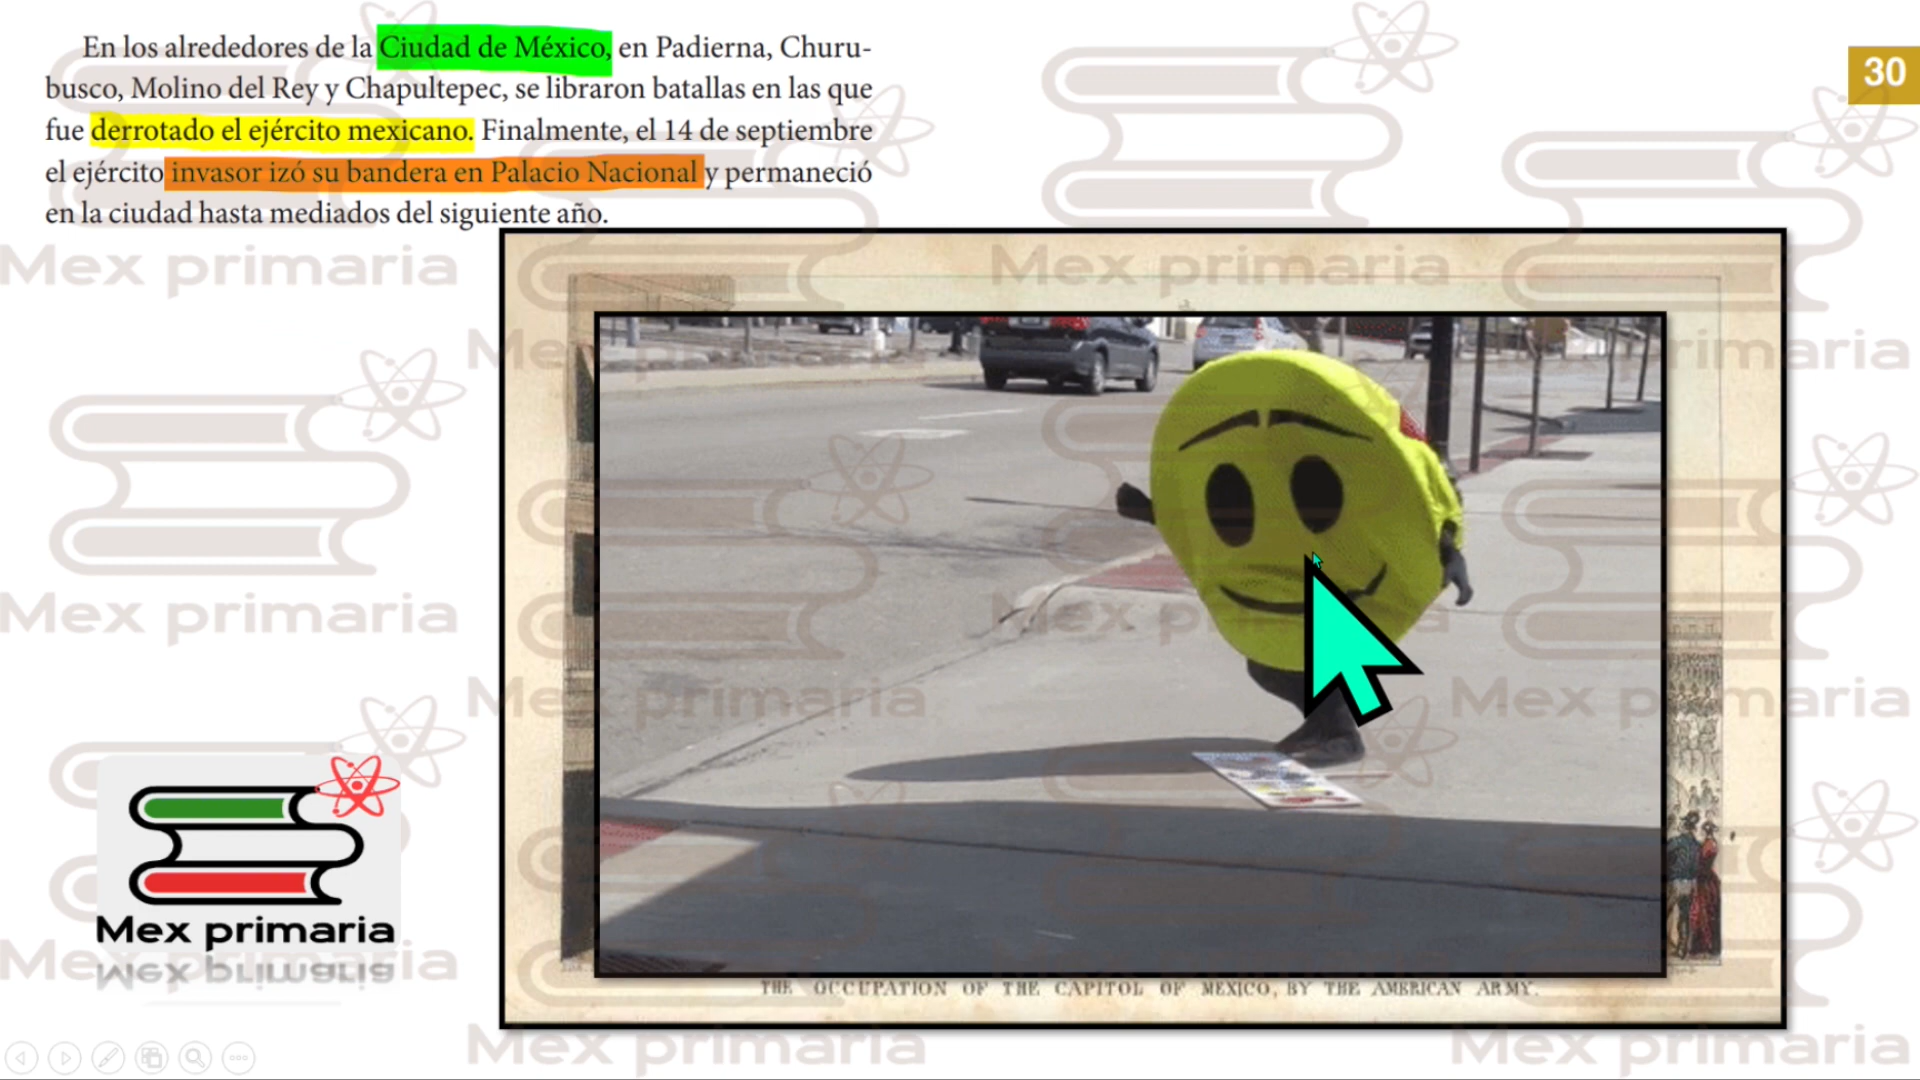 En los alrededores de la Ciudad de México, en Padierna, Churu-
busco, Molino del Rey y Chapultepec, se libraron batallas en las que
fue derrotado el ejército mexicano. Finalmente, el 14 de septiembre
el ejército invasor izó su bandera en Palacio Nacional y permaneció
en la ciudad hasta mediados del siguiente año.
30
Mex primaria
THE OCCUPATION OF THE CAPITOL OF MEXICO, BY THE AMERICAN ARMY.